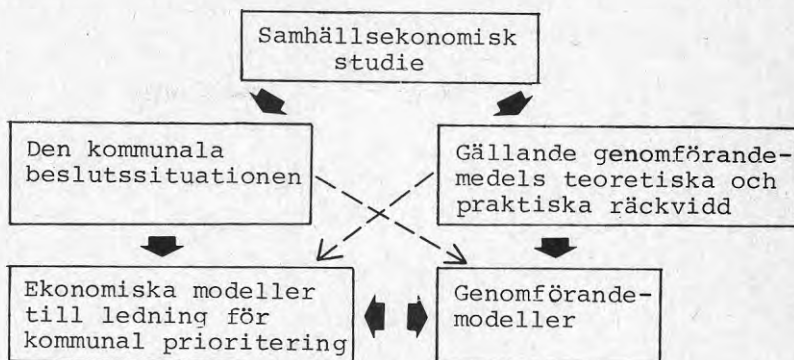 Samhällsekonomisk
studie
Den kommunala
beslutssituationen
Gällande genomförande-
medels teoretiska och
praktiska räckvidd
Ekonomiska modeller
till ledning för
kommunal prioritering
Genomförande-
modeller